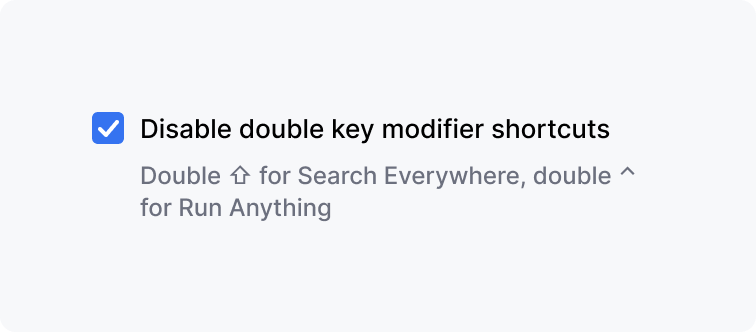 Disable double key modifier shortcuts
Double ⇧ for Search Everywhere, double ⌃
for Run Anything